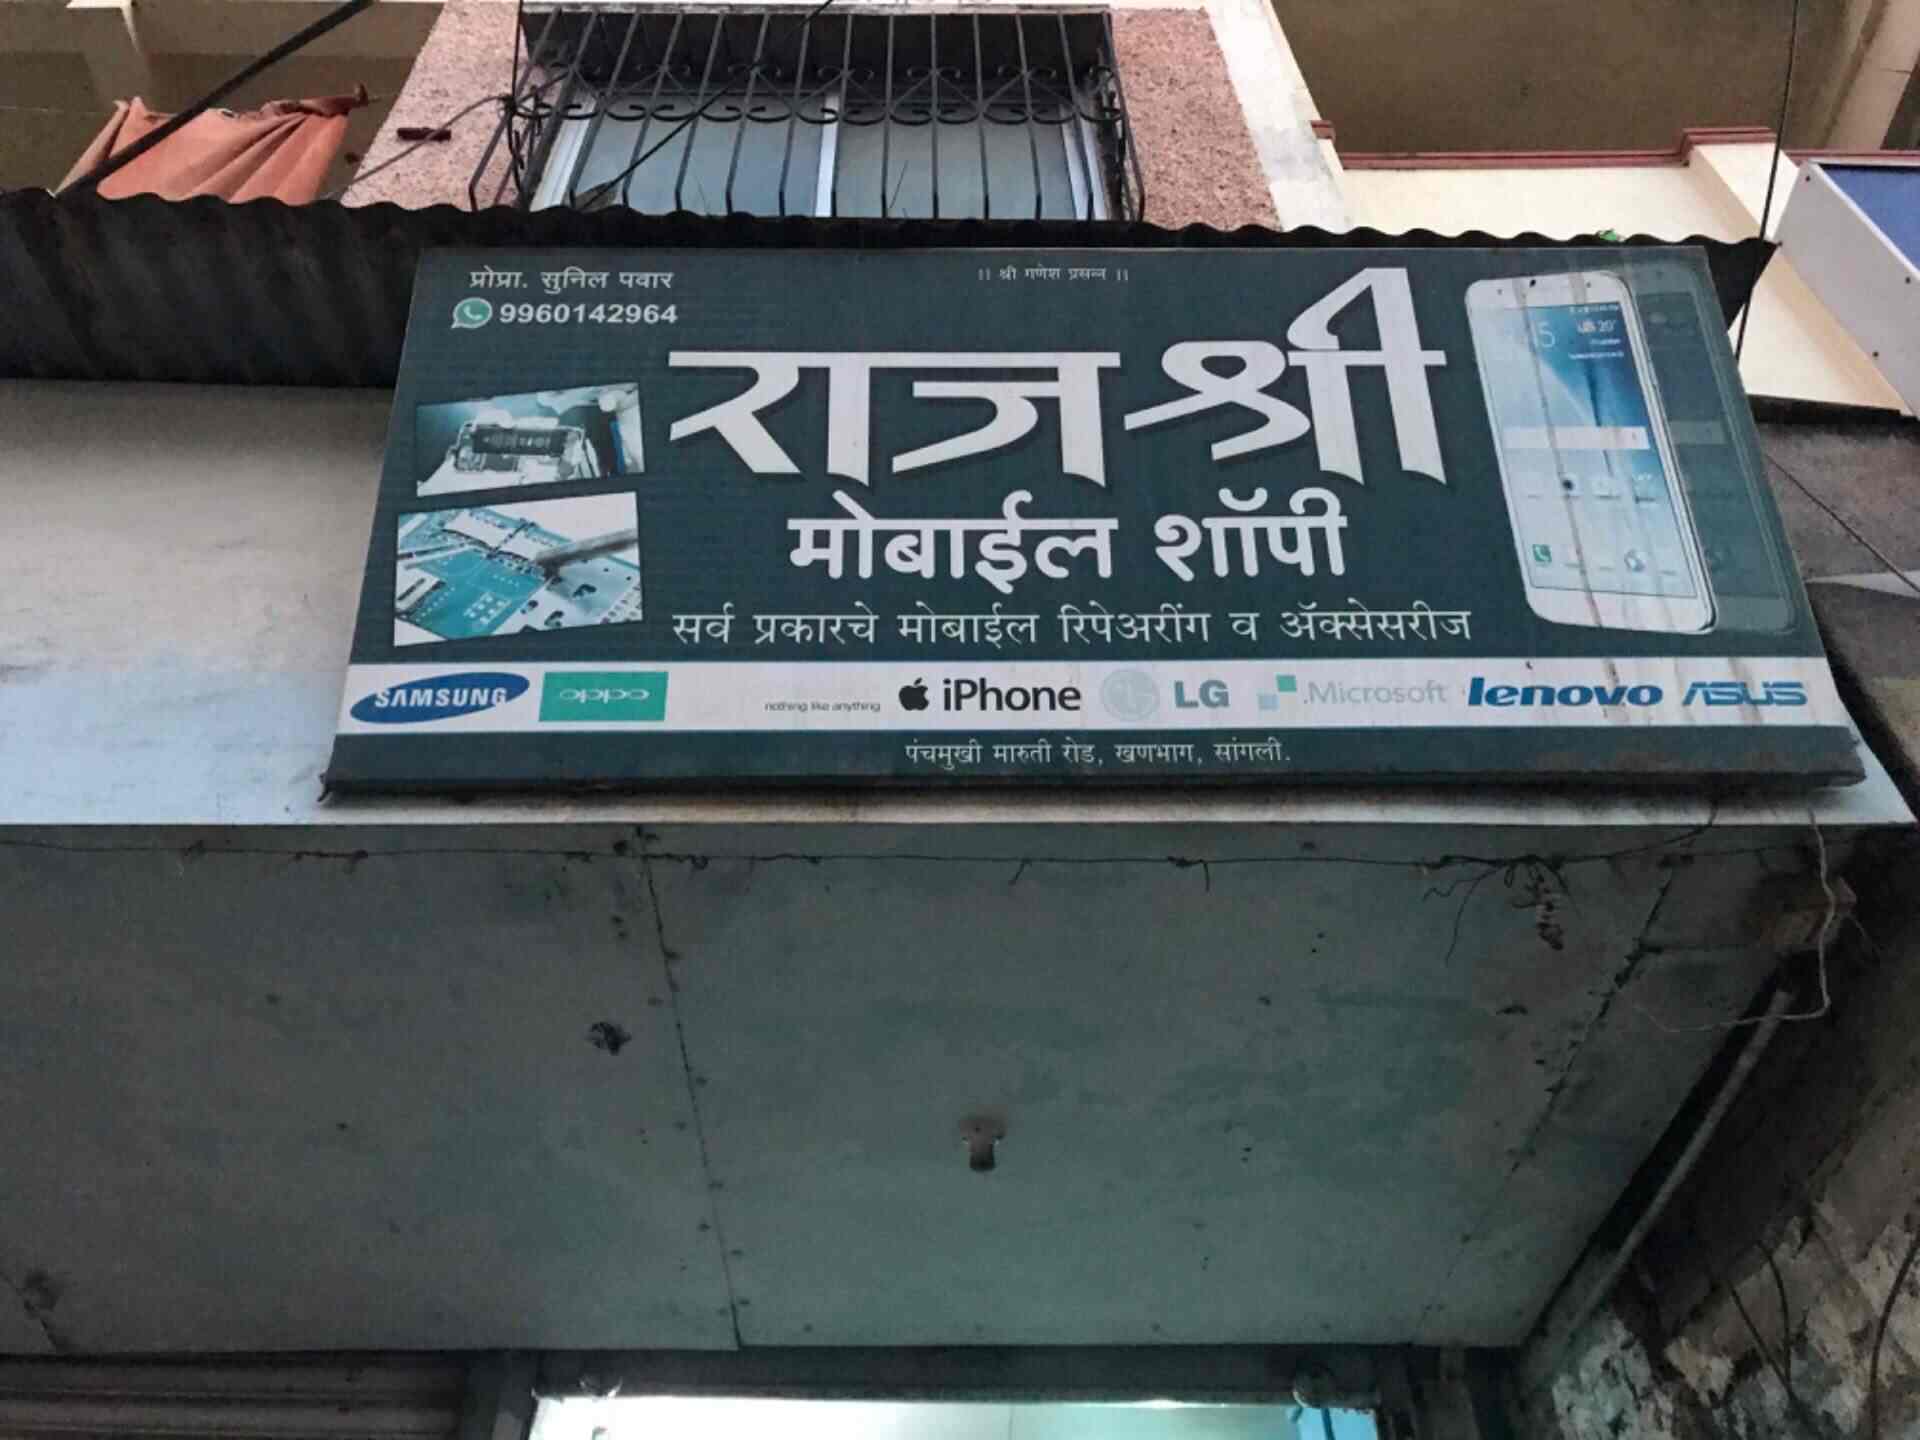 ।। श्री गणेश प्रसन्न ।।
प्रोप्रा. सुनिल पवार
9960142964
राजश्री
मोबाईल शॉपी
सर्व प्रकारचे मोबाईल रिपेअरींग व ॲक्सेसरीज
SAMSUNG oppo nothing like anything iPhone LG Microsoft lenovo ASUS
पंचमुखी मारुती रोड, खणभाग, सांगली.